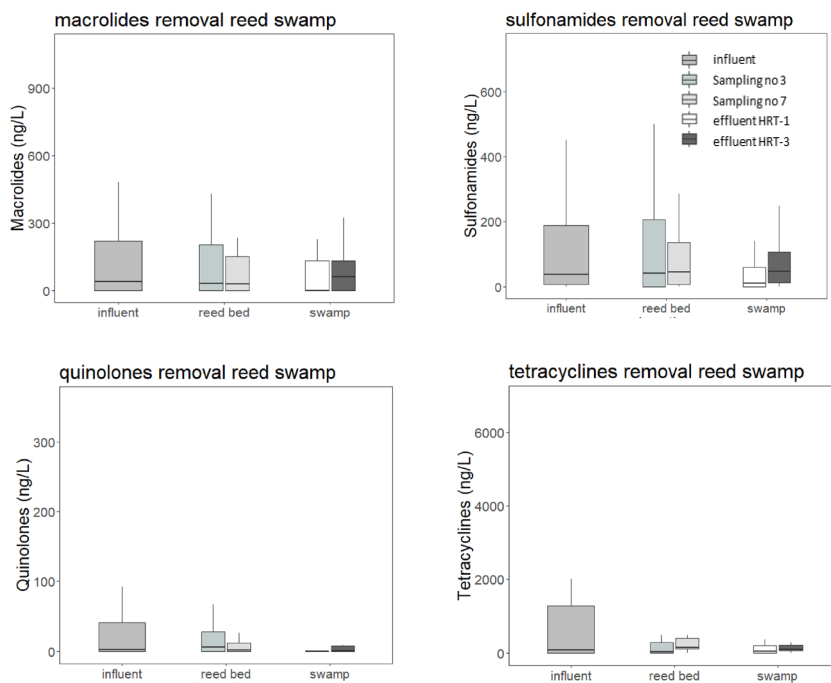 macrolides removal reed swamp
Macrolides (ng/L)
900
600
300
0
influent
reed bed
swamp
sulfonamides removal reed swamp
Sulfonamides (ng/L)
600
400
200
0
influent
Sampling no 3
Sampling no 7
effluent HRT-1
effluent HRT-3
influent
reed bed
swamp
quinolones removal reed swamp
Quinolones (ng/L)
300
200
100
0
influent
reed bed
swamp
tetracyclines removal reed swamp
Tetracyclines (ng/L)
6000
4000
2000
0
influent
reed bed
swamp